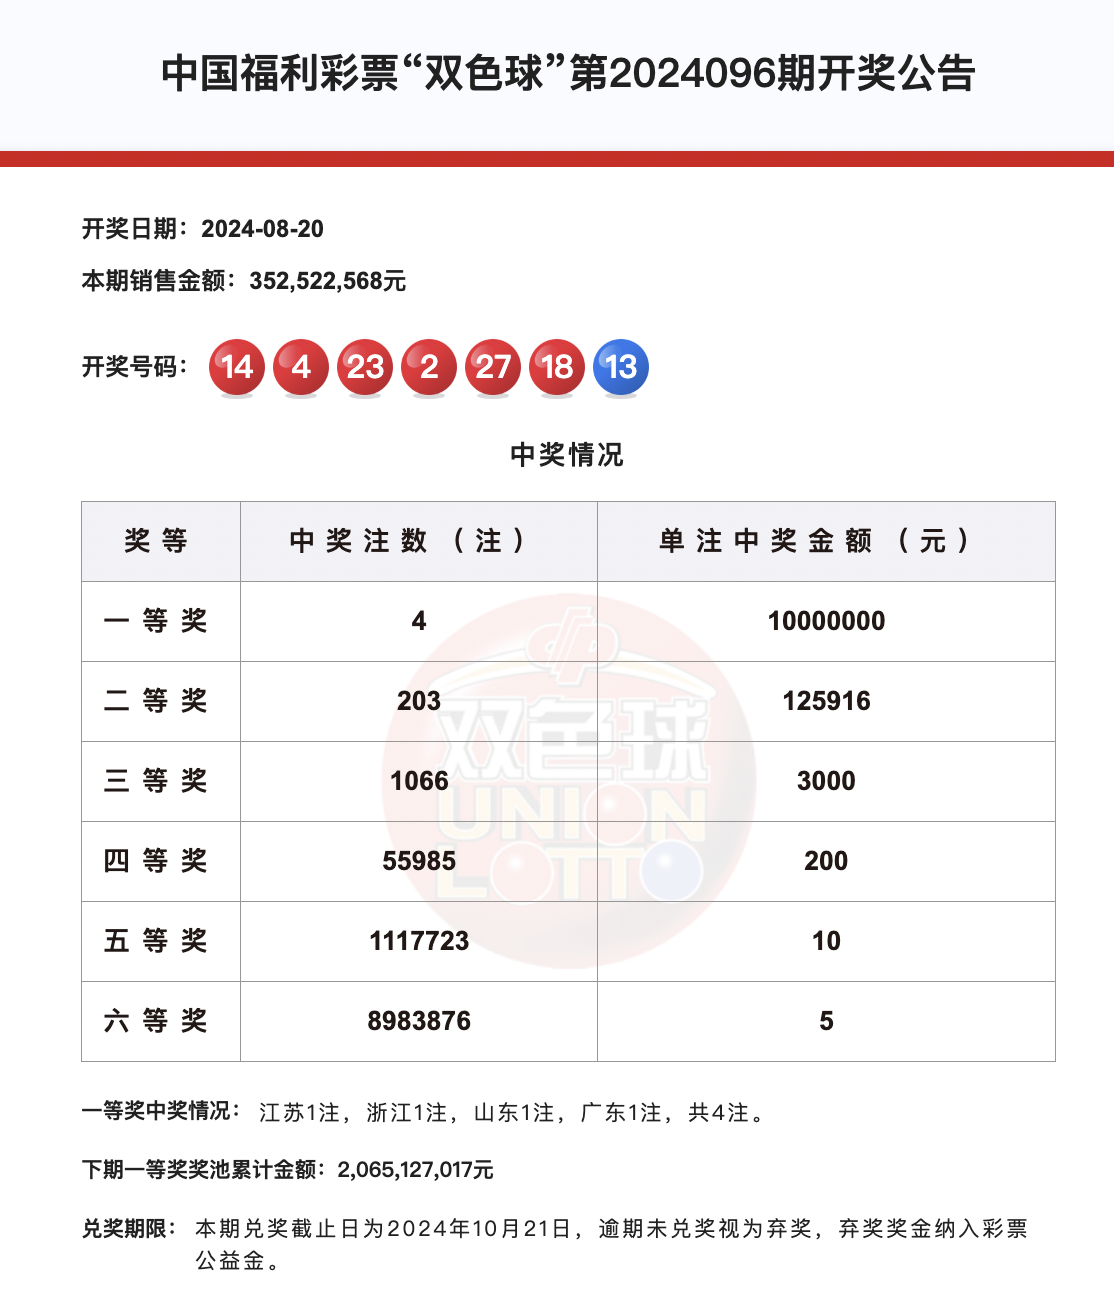 中国福利彩票“双色球”第2024096期开奖公告
开奖日期：2024-08-20
本期销售金额：352,522,568元
开奖号码： 14 4 23 2 27 18 13
中奖情况
奖等 中奖注数（注） 单注中奖金额（元）
一等奖 4 10000000
二等奖 203 125916
三等奖 1066 3000
四等奖 55985 200
五等奖 1117723 10
六等奖 8983876 5
双色球
UNION
LOTTO
一等奖中奖情况： 江苏1注，浙江1注，山东1注，广东1注，共4注。
下期一等奖奖池累计金额：2,065,127,017元
兑奖期限： 本期兑奖截止日为2024年10月21日，逾期未兑奖视为弃奖，弃奖奖金纳入彩票
公益金。